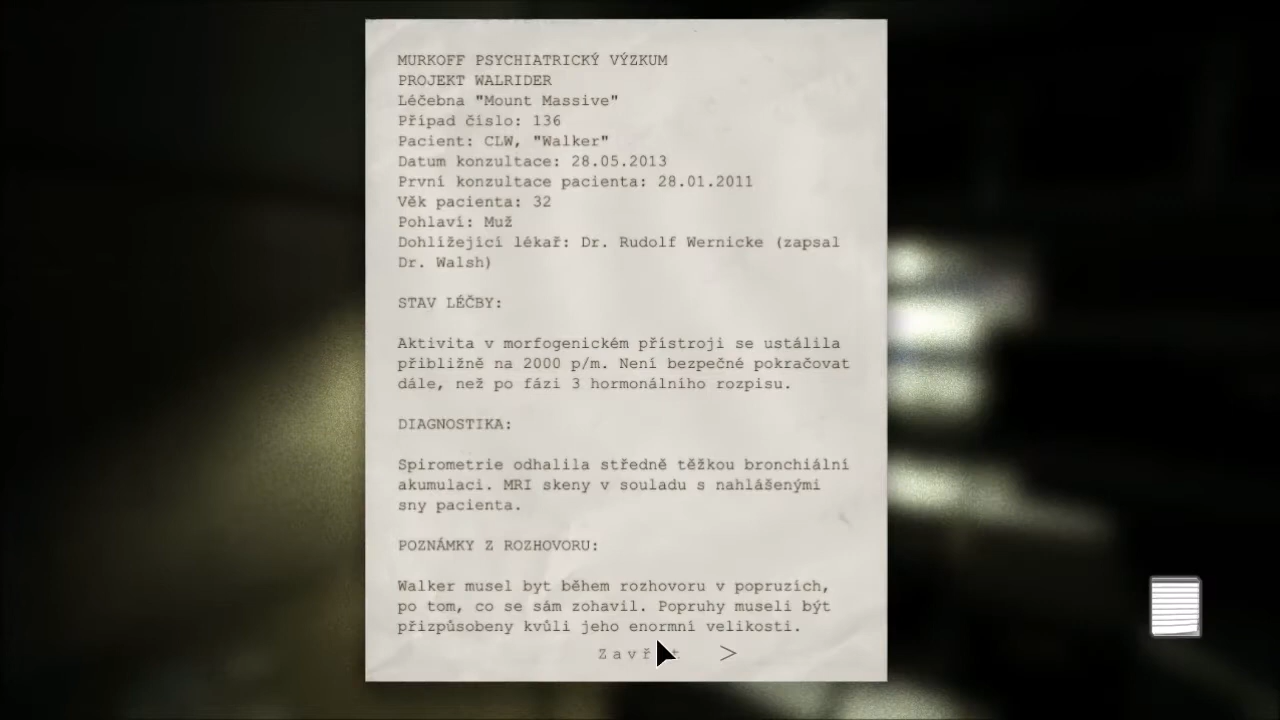 MURKOFF PSYCHIATRICKÝ VÝZKUM
PROJEKT WALRIDER
Léčebna "Mount Massive"
Případ číslo: 136
Pacient: CLW, "Walker"
Datum konzultace: 28.05.2013
První konzultace pacienta: 28.01.2011
Věk pacienta: 32
Pohlaví: Muž
Dohlížející lékař: Dr. Rudolf Wernicke (zapsal
Dr. Walsh)
STAV LÉČBY:
Aktivita v morfogenickém přístroji se ustálila
přibližně na 2000 p/m. Není bezpečné pokračovat
dále, než po fázi 3 hormonálního rozpisu.
DIAGNOSTIKA:
Spirometrie odhalila středně těžkou bronchiální
akumulaci. MRI skeny v souladu s nahlášenými
sny pacienta.
POZNÁMKY Z ROZHOVORU:
Walker musel byt během rozhovoru v popruzích,
po tom, co se sám zohavil. Popruhy museli být
přizpůsobeny kvůli jeho enormní velikosti.
Zavřít >